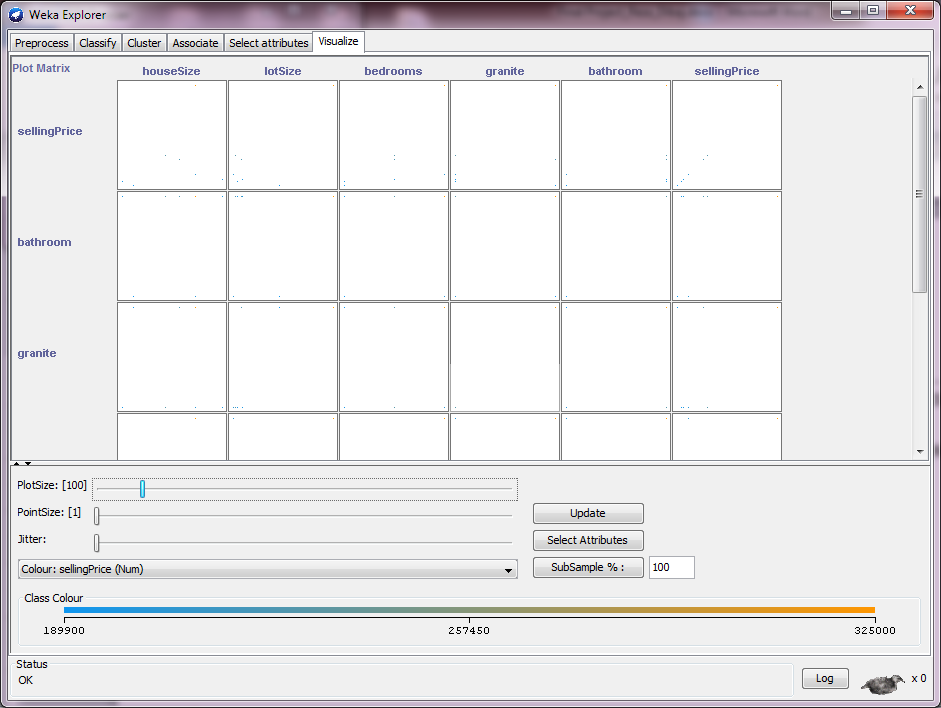 Weka Explorer
Preprocess Classify Cluster Associate Select attributes Visualize
Plot Matrix houseSize lotSize bedrooms granite bathroom sellingPrice
sellingPrice
bathroom
granite
PlotSize: [100]
PointSize: [1] Update
Jitter: Select Attributes
Colour: sellingPrice (Num) SubSample % : 100
Class Colour
189900 257450 325000
Status
OK Log x 0